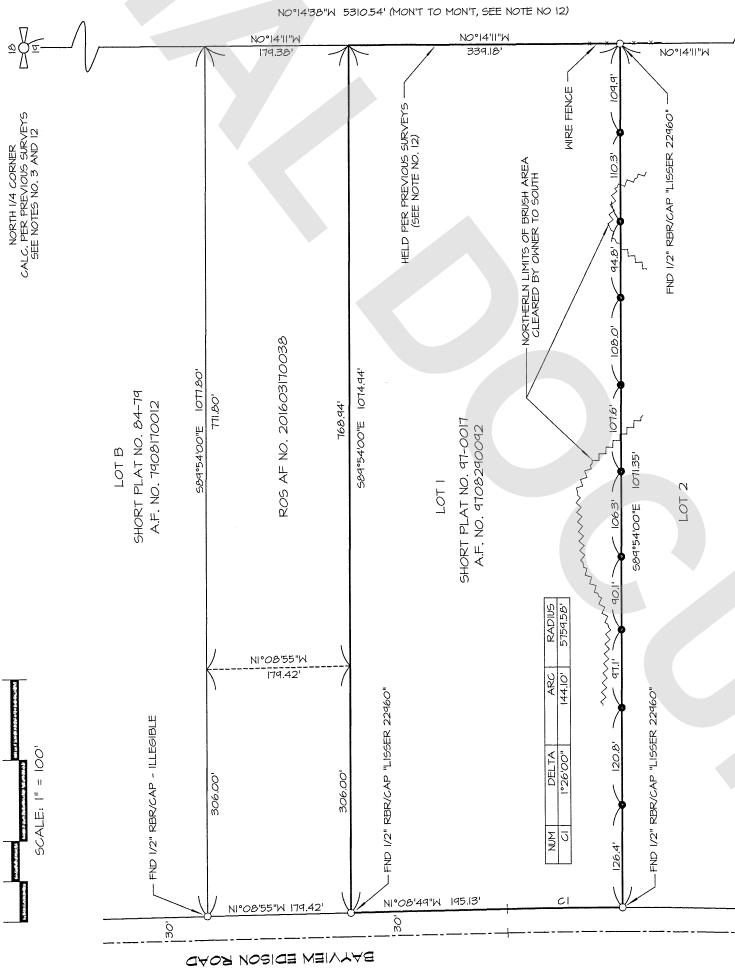 N0°14'38"W 5310.54' (MON'T TO MON'T, SEE NOTE NO 12)
18
19
N0°14'11"W
179.38'
N0°14'11"W
339.18'
N0°14'11"W
NORTH 1/4 CORNER
CALC. PER PREVIOUS SURVEYS
SEE NOTES NO. 3 AND 12
HELD PER PREVIOUS SURVEYS
(SEE NOTE NO. 12)
WIRE FENCE
NORTHERLN LIMITS OF BRUSH AREA
CLEARED BY OWNER TO SOUTH
FND 1/2" RBR/CAP "LISSER 22960"
LOT B
SHORT PLAT NO. 84-79
A.F. NO. 7908170012
S89°54'00"E 1077.80'
771.80'
ROS AF NO. 201603170038
768.94'
S89°54'00"E 1074.94'
LOT 1
SHORT PLAT NO. 97-0017
A.F. NO. 9708290092
109.9'
110.3'
94.8'
108.0'
107.6'
106.3'
90.1'
97.1'
120.8'
126.4'
S89°54'00"E 1071.35'
LOT 2
N1°08'55"W
179.42'
NUM DELTA ARC RADIUS
C1 1°26'00" 144.10' 5759.58'
SCALE: 1" = 100'
FND 1/2" RBR/CAP - ILLEGIBLE
306.00'
306.00'
FND 1/2" RBR/CAP "LISSER 22960"
FND 1/2" RBR/CAP "LISSER 22960"
N1°08'55"W 179.42'
N1°08'49"W 195.13'
C1
30'
30'
BAYVIEW EDISON ROAD